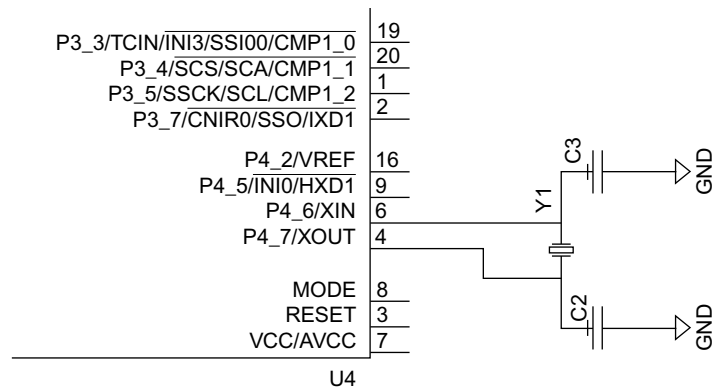 19
P3_3/TCIN/INI3/SSI00/CMP1_0
20
P3_4/SCS/SCA/CMP1_1
1
P3_5/SSCK/SCL/CMP1_2
2
P3_7/CNIR0/SSO/IXD1
P4_2/VREF 16
P4_5/INI0/HXD1 9
P4_6/XIN 6
P4_7/XOUT 4
MODE 8
RESET 3
VCC/AVCC 7
U4
Y1
C3
GND
C2
GND